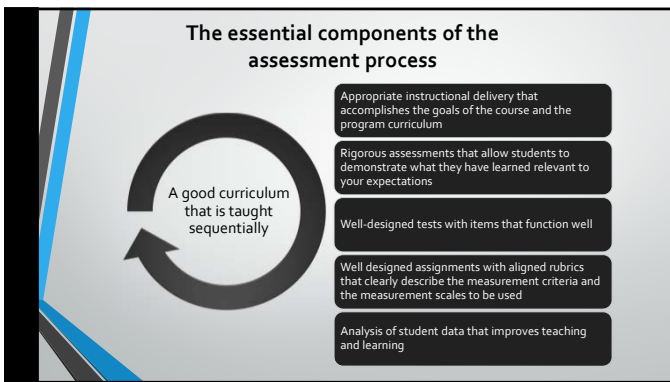 The essential components of the
assessment process
A good curriculum
that is taught
sequentially
Appropriate instructional delivery that
accomplishes the goals of the course and the
program curriculum
Rigorous assessments that allow students to
demonstrate what they have learned relevant to
your expectations
Well-designed tests with items that function well
Well designed assignments with aligned rubrics
that clearly describe the measurement criteria and
the measurement scales to be used
Analysis of student data that improves teaching
and learning